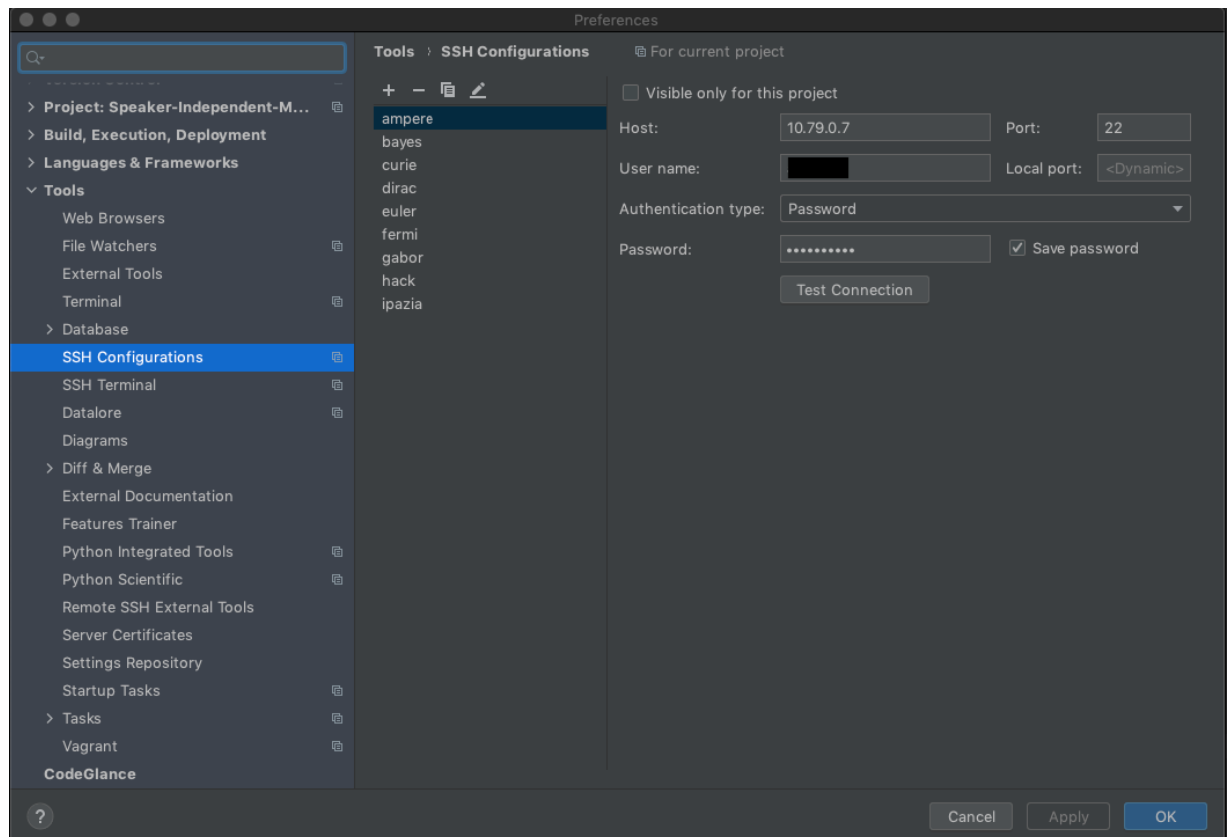 Preferences
Project: Speaker-Independent-M...
Build, Execution, Deployment
Languages & Frameworks
Tools
Web Browsers
File Watchers
External Tools
Terminal
Database
SSH Configurations
SSH Terminal
Datalore
Diagrams
Diff & Merge
External Documentation
Features Trainer
Python Integrated Tools
Python Scientific
Remote SSH External Tools
Server Certificates
Settings Repository
Startup Tasks
Tasks
Vagrant
CodeGlance
Tools › SSH Configurations For current project
ampere
bayes
curie
dirac
euler
fermi
gabor
hack
ipazia
Visible only for this project
Host: 10.79.0.7 Port: 22
User name: Local port: <Dynamic>
Authentication type: Password
Password: •••••••••• Save password
Test Connection
? Cancel Apply OK